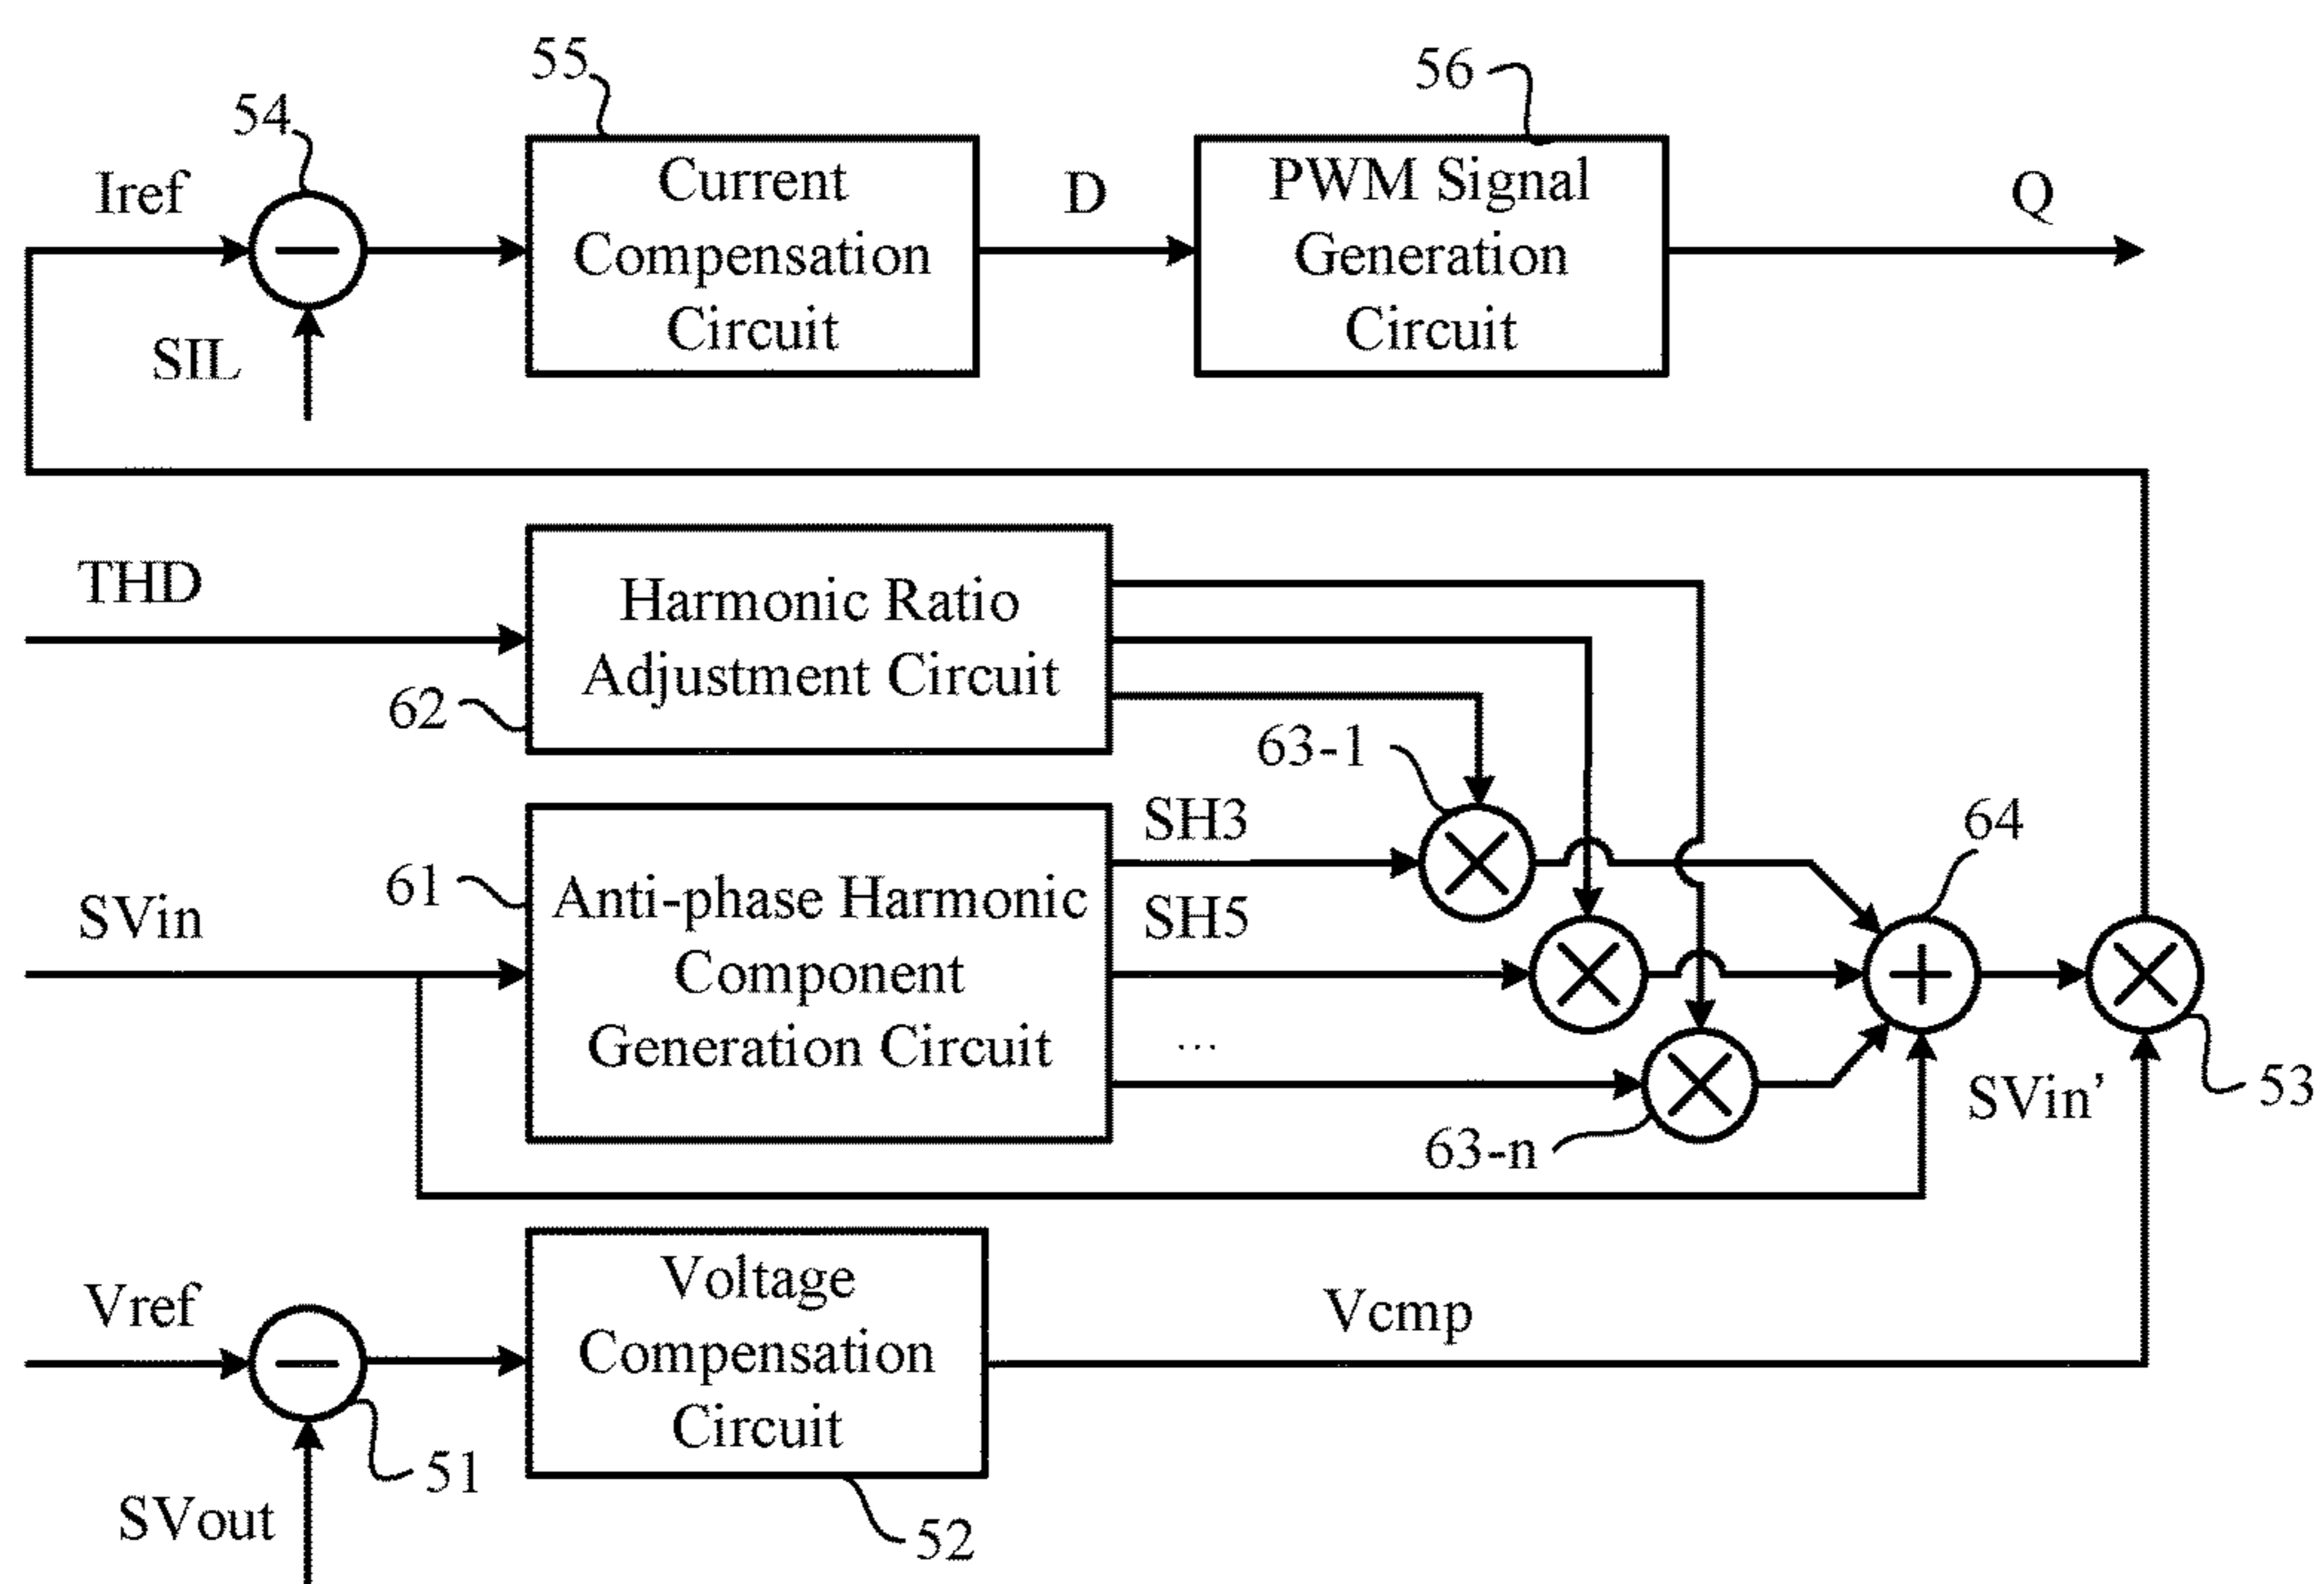 55
56
54
Iref
Current
Compensation
Circuit
D
PWM Signal
Generation
Circuit
Q
SIL
THD
Harmonic Ratio
Adjustment Circuit
62
63-1
SH3
64
61
SVin
Anti-phase Harmonic
Component
Generation Circuit
SH5
...
63-n
SVin’
53
Vref
Voltage
Compensation
Circuit
Vcmp
51
SVout
52